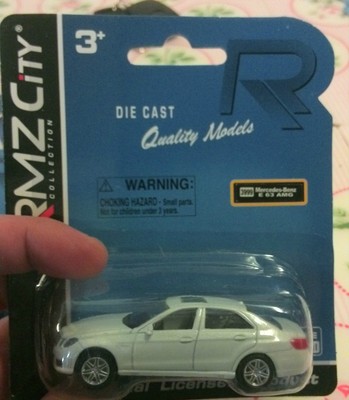 3+
RMZ CiTY
COLLECTION
R
DIE CAST
Quality Models
WARNING:
CHOKING HAZARD - Small parts.
Not for children under 3 years.
Mercedes-Benz
E 63 AMG
License